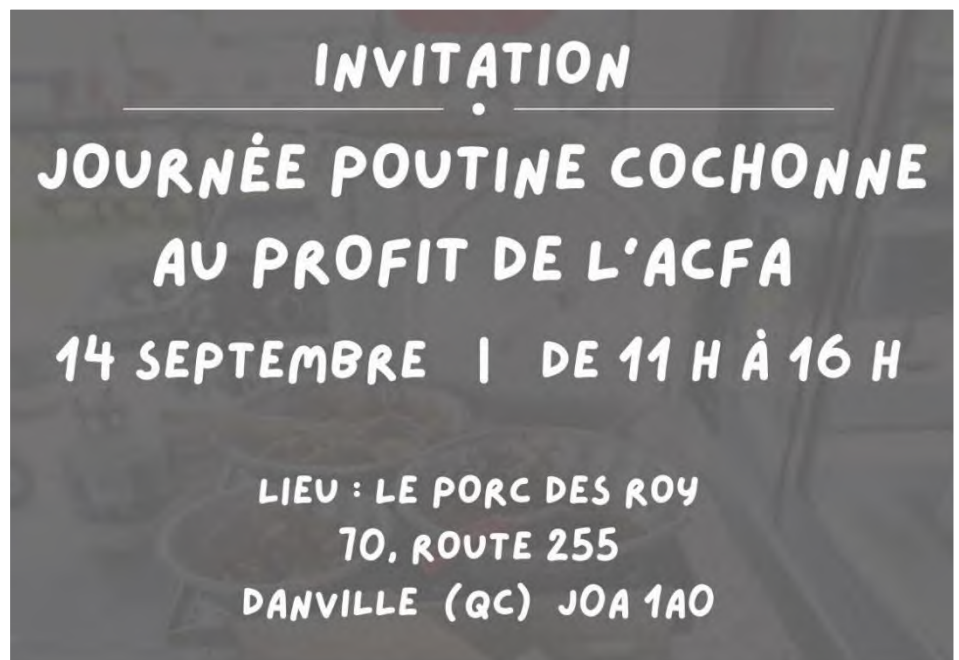 INVITATION
JOURNÉE POUTINE COCHONNE
AU PROFIT DE L'ACFA
14 SEPTEMBRE | DE 11 H À 16 H
LIEU : LE PORC DES ROY
70, ROUTE 255
DANVILLE (QC) J0A 1A0